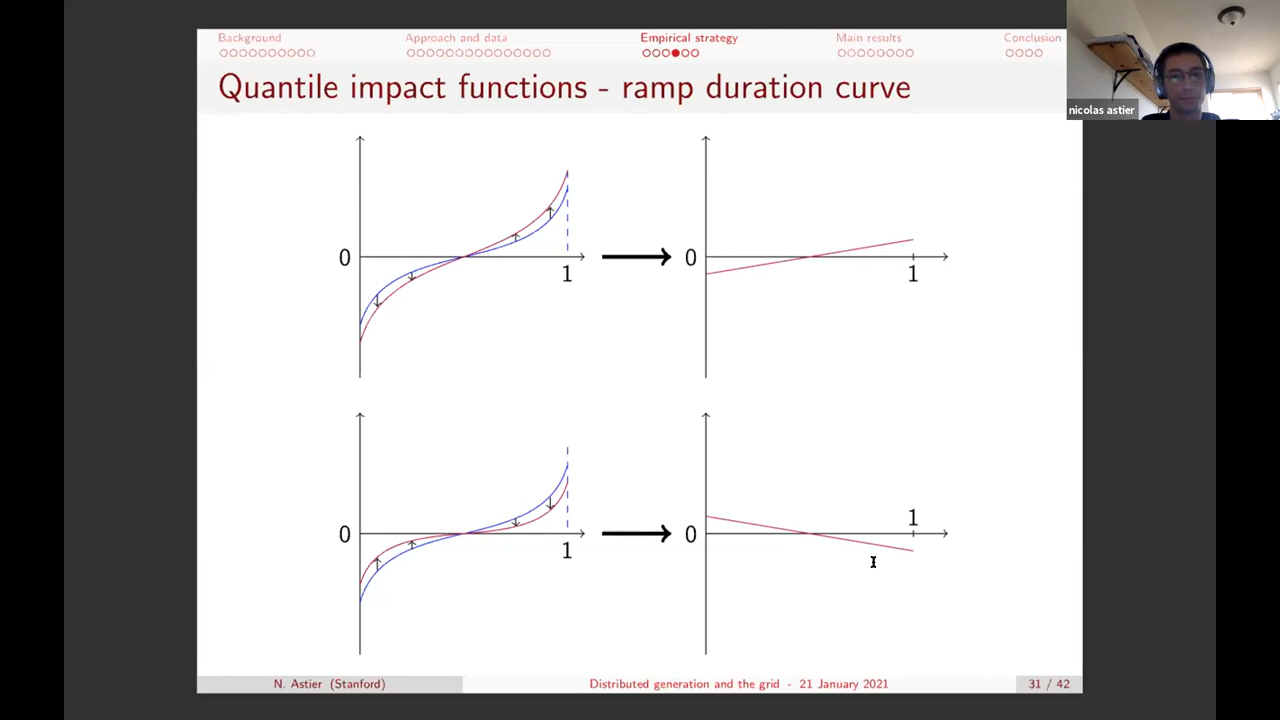 Background
Approach and data
Empirical strategy
Main results
Conclusion
Quantile impact functions - ramp duration curve
nicolas astier
0
1
0
1
0
1
0
1
N. Astier (Stanford)
Distributed generation and the grid - 21 January 2021
31 / 42